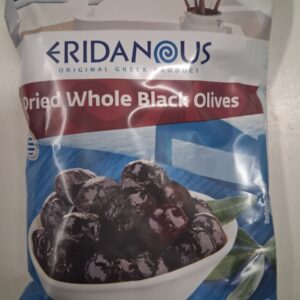 ERIDANOUS
ORIGINAL GREEK PRODUCT
Dried Whole Black Olives